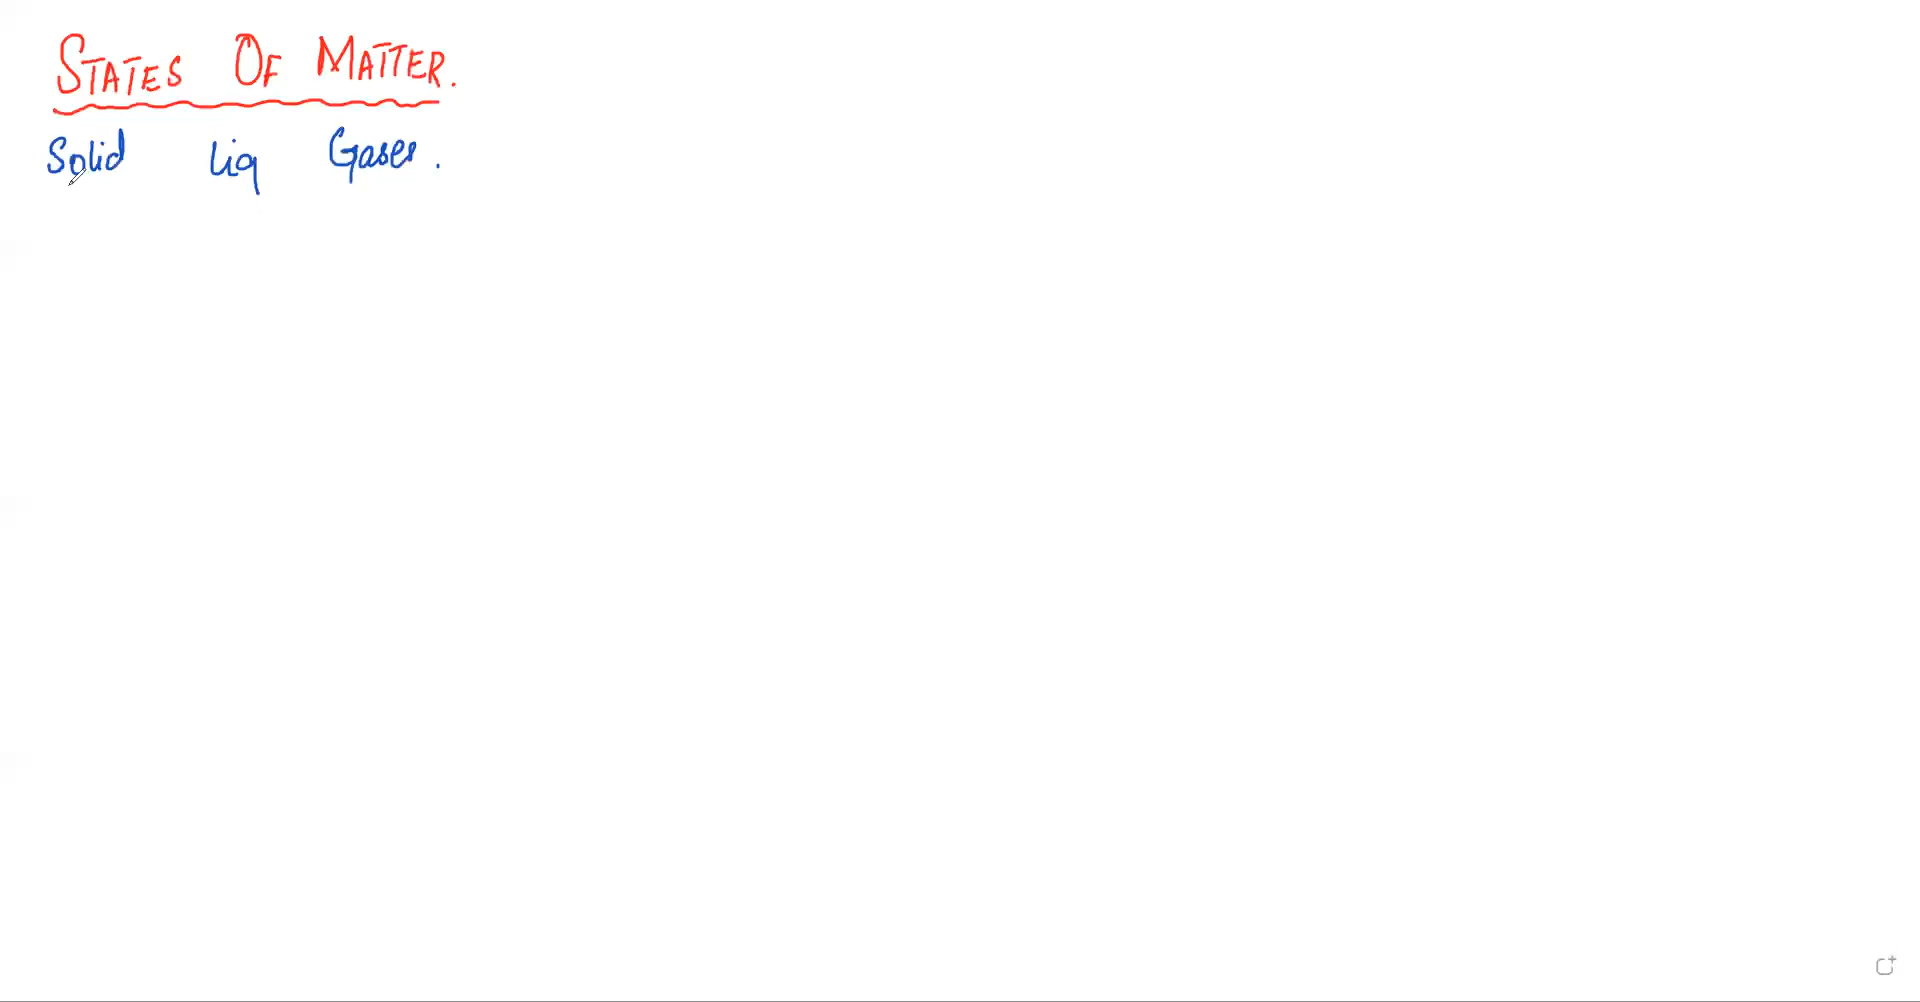 STATES OF MATTER.
Solid Liq Gases.